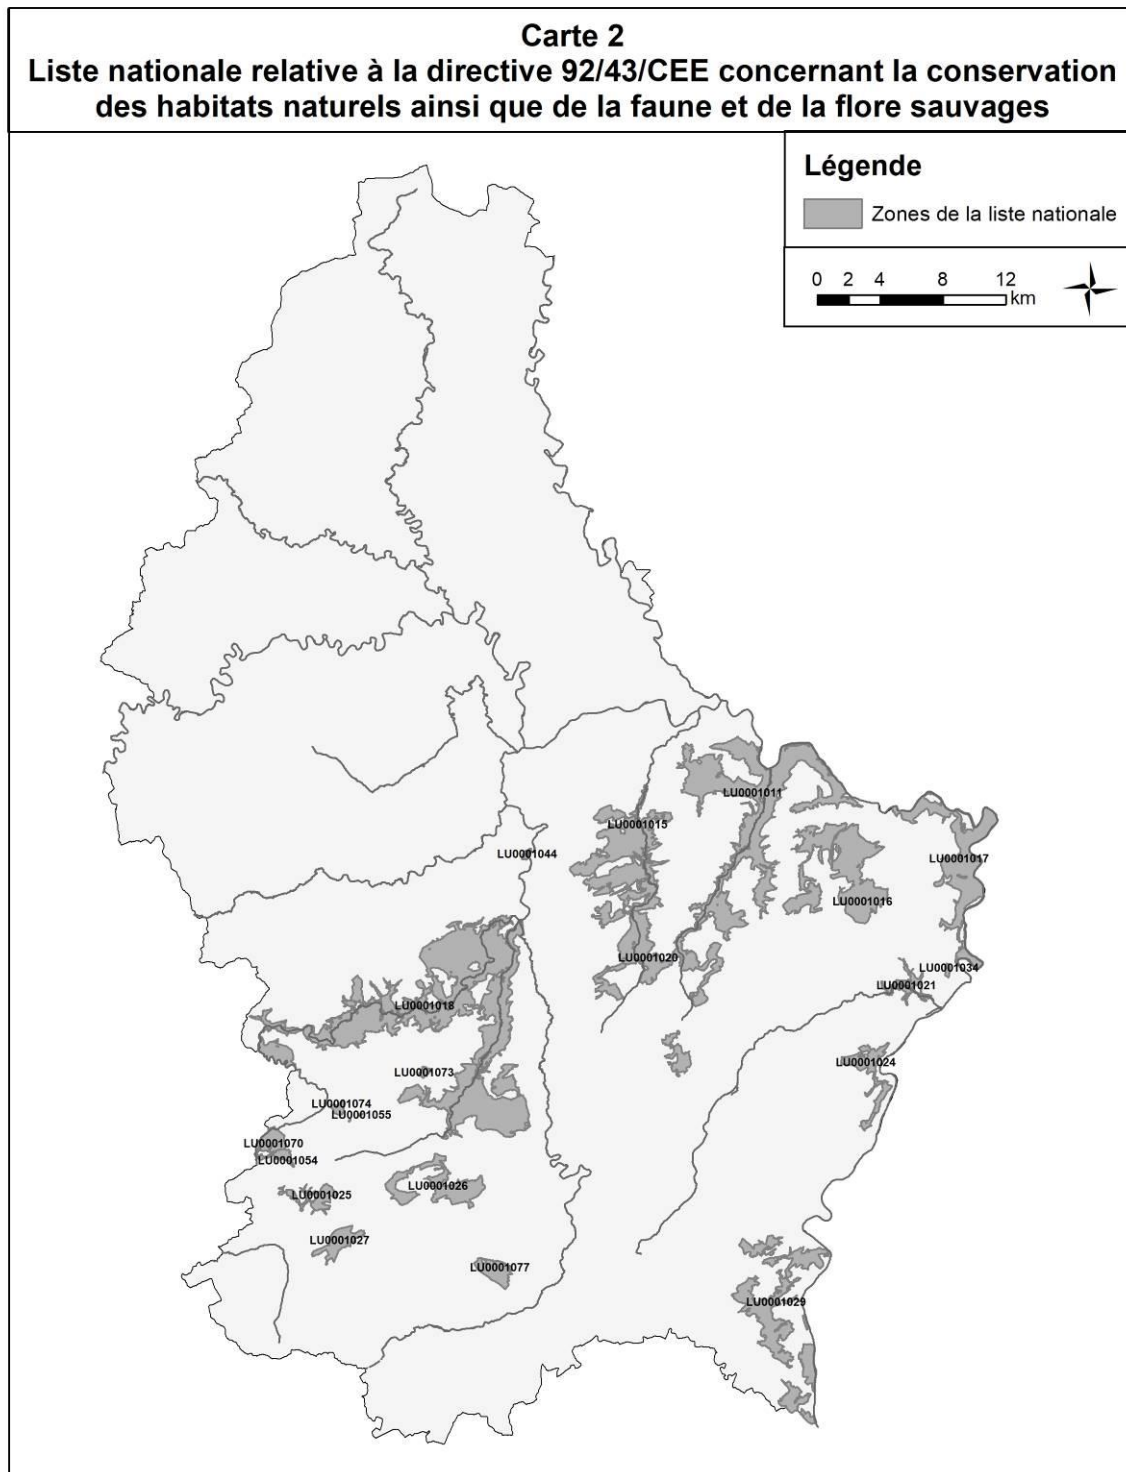 Carte 2
Liste nationale relative à la directive 92/43/CEE concernant la conservation
des habitats naturels ainsi que de la faune et de la flore sauvages
Légende
Zones de la liste nationale
0 2 4 8 12
km
LU0001011
LU0001015
LU0001044
LU0001017
LU0001016
LU0001020
LU0001034
LU0001021
LU0001018
LU0001024
LU0001073
LU0001074
LU0001055
LU0001070
LU0001054
LU0001026
LU0001025
LU0001027
LU0001077
LU0001029